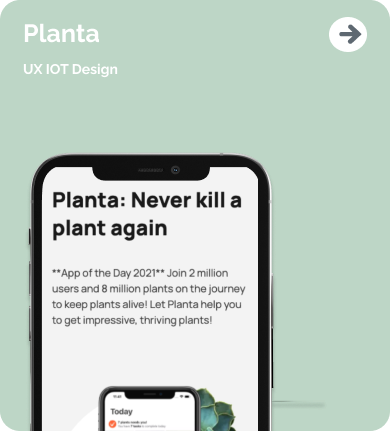 Planta
UX IOT Design
Planta: Never kill a
plant again
**App of the Day 2021** Join 2 million
users and 8 million plants on the journey
to keep plants alive! Let Planta help you
to get impressive, thriving plants!
Today